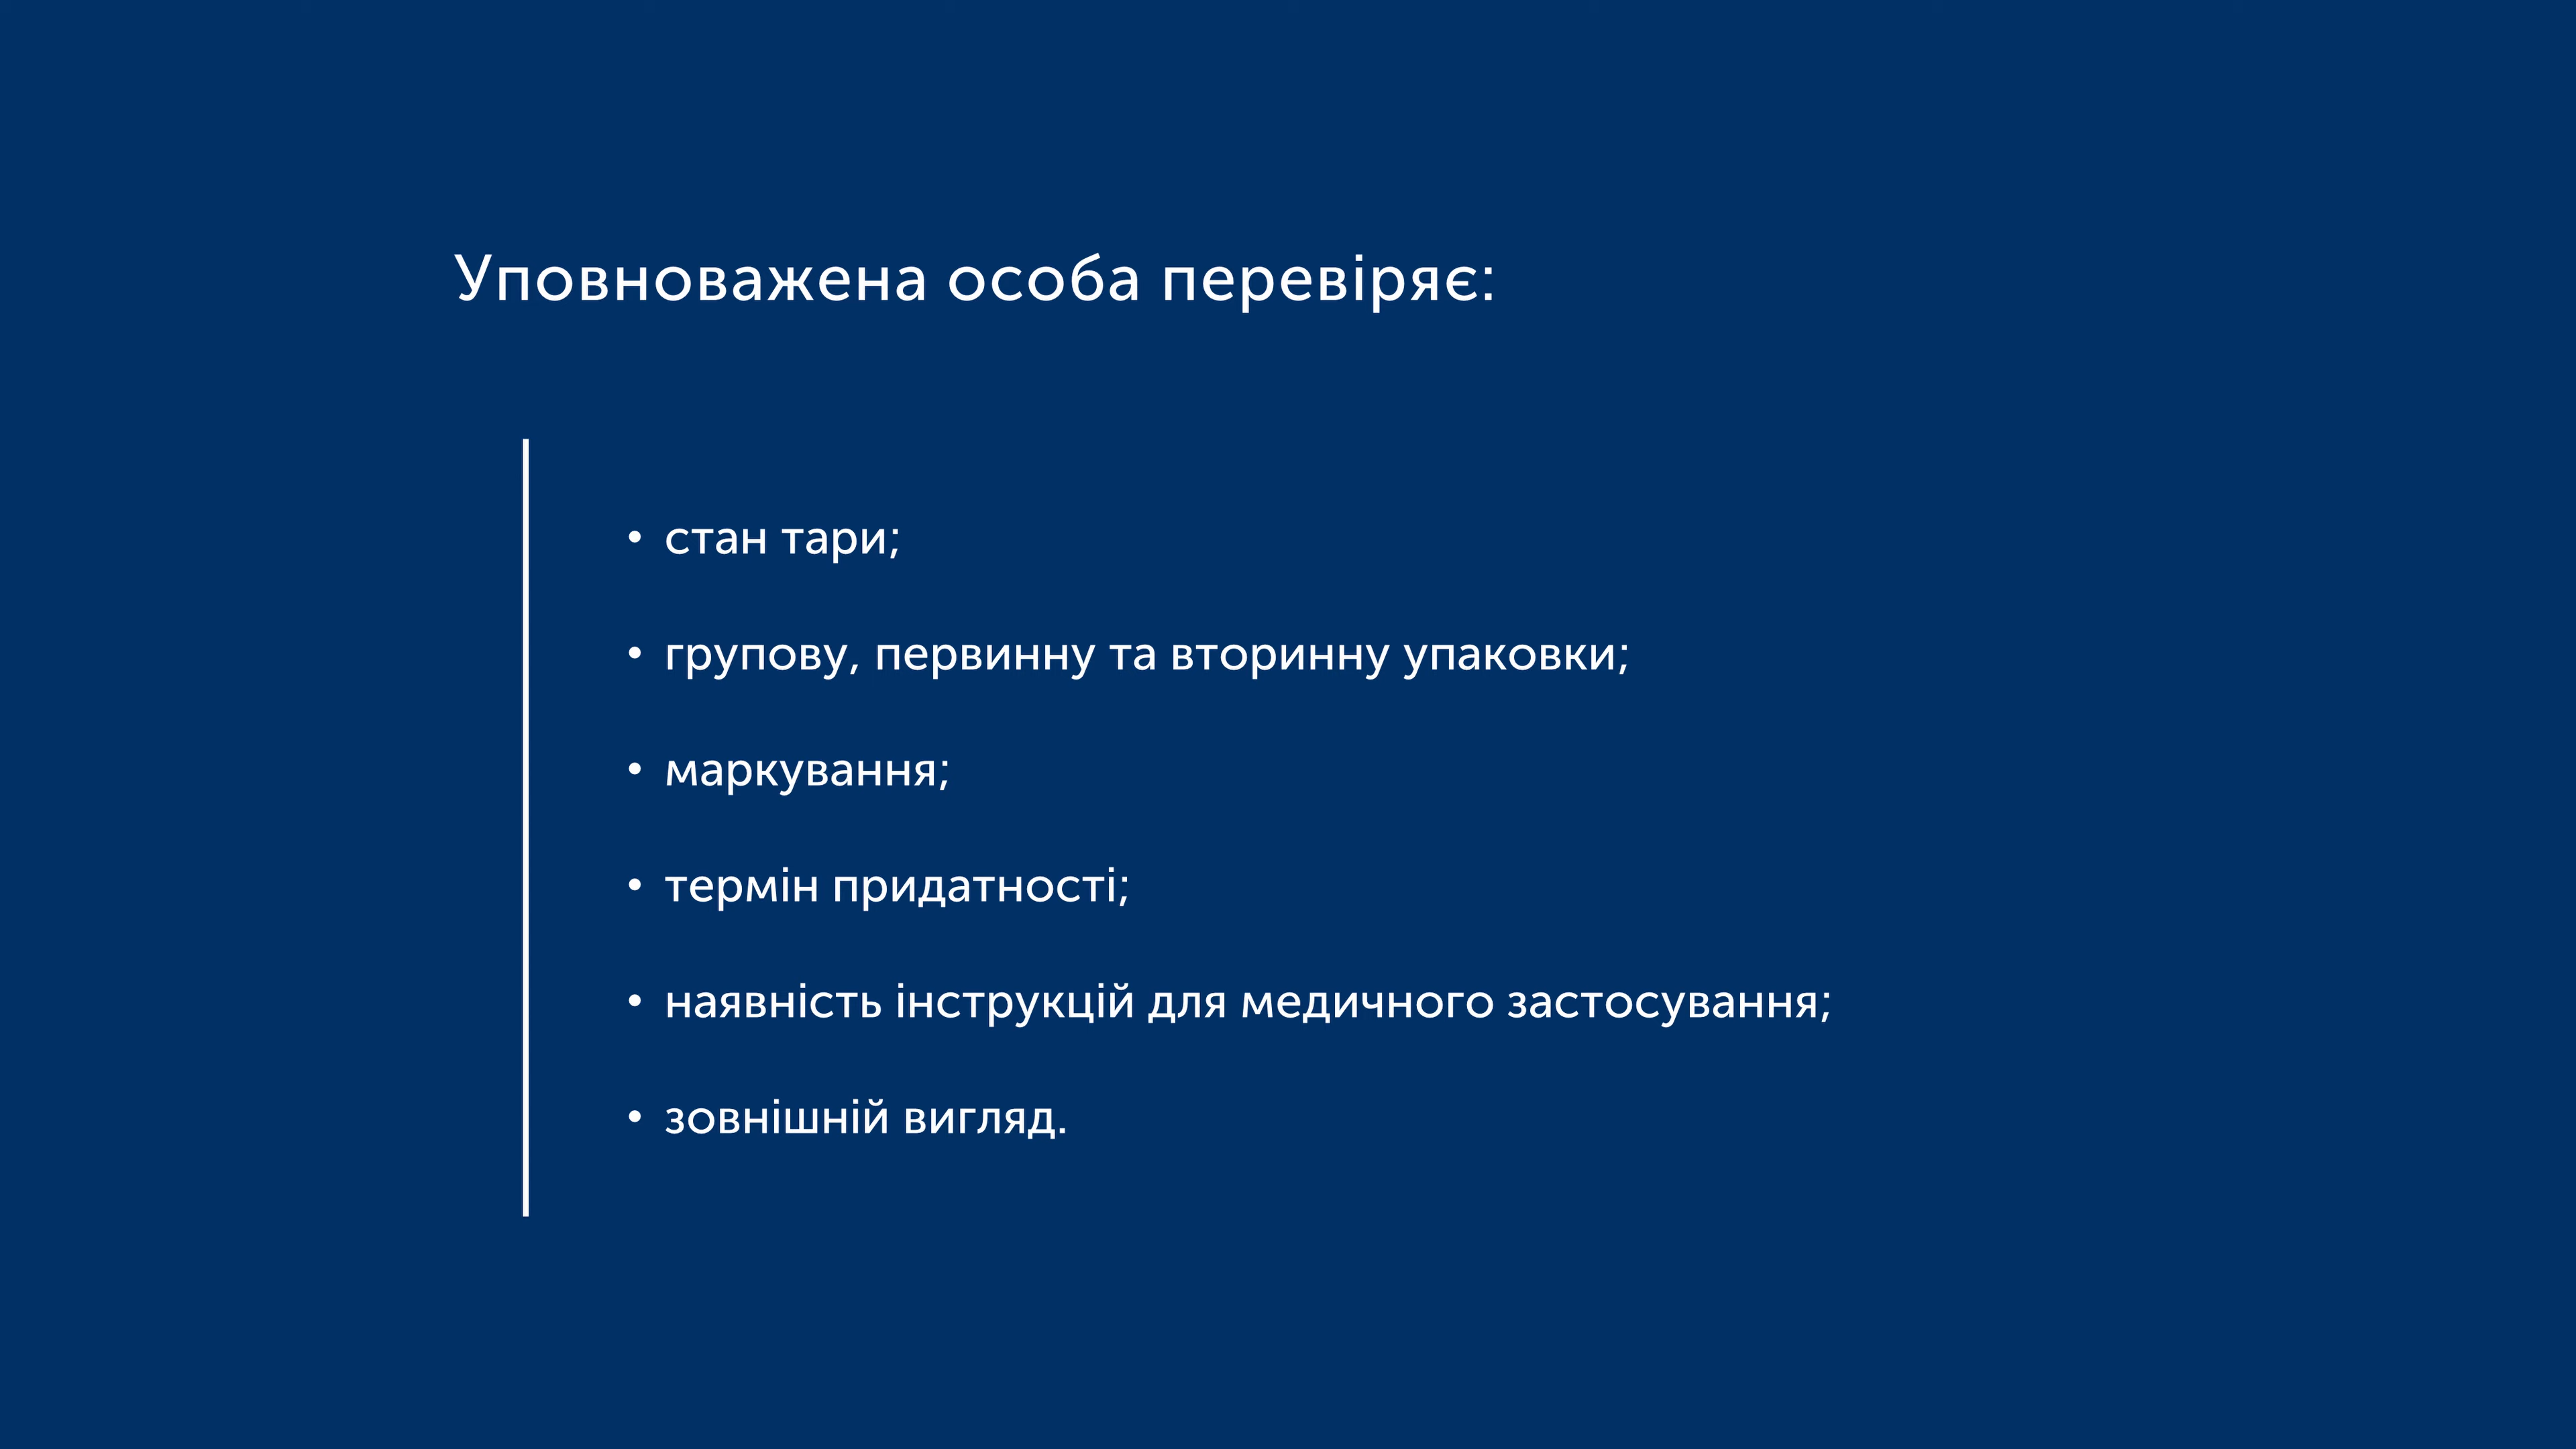 Уповноважена особа перевіряє:
• стан тари;
• групову, первинну та вторинну упаковки;
• маркування;
• термін придатності;
• наявність інструкцій для медичного застосування;
• зовнішній вигляд.